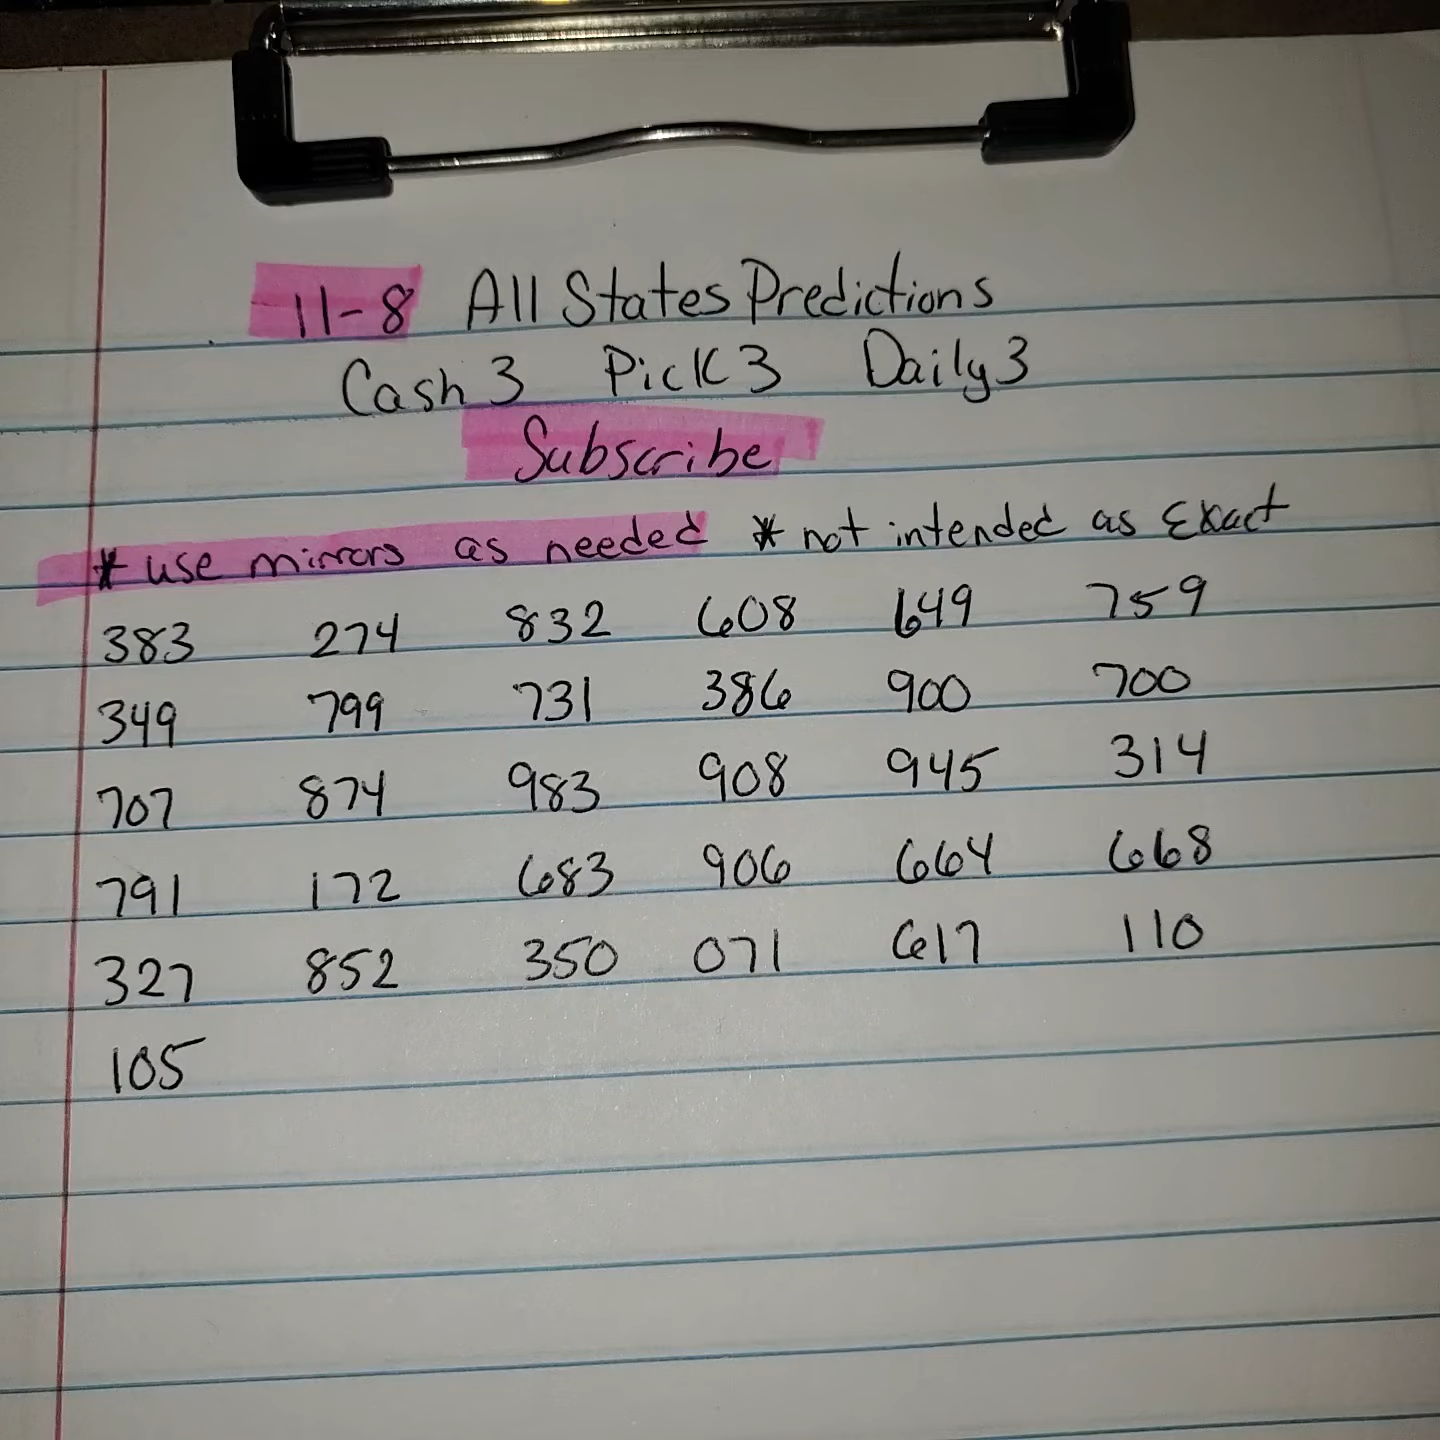 11-8 All States Predictions
Cash 3 Pick 3 Daily 3
Subscribe
* use mirrors as needed * not intended as Exact
383 274 832 608 649 759
349 799 731 386 900 700
707 874 983 908 945 314
791 172 683 906 664 668
327 852 350 071 617 110
105